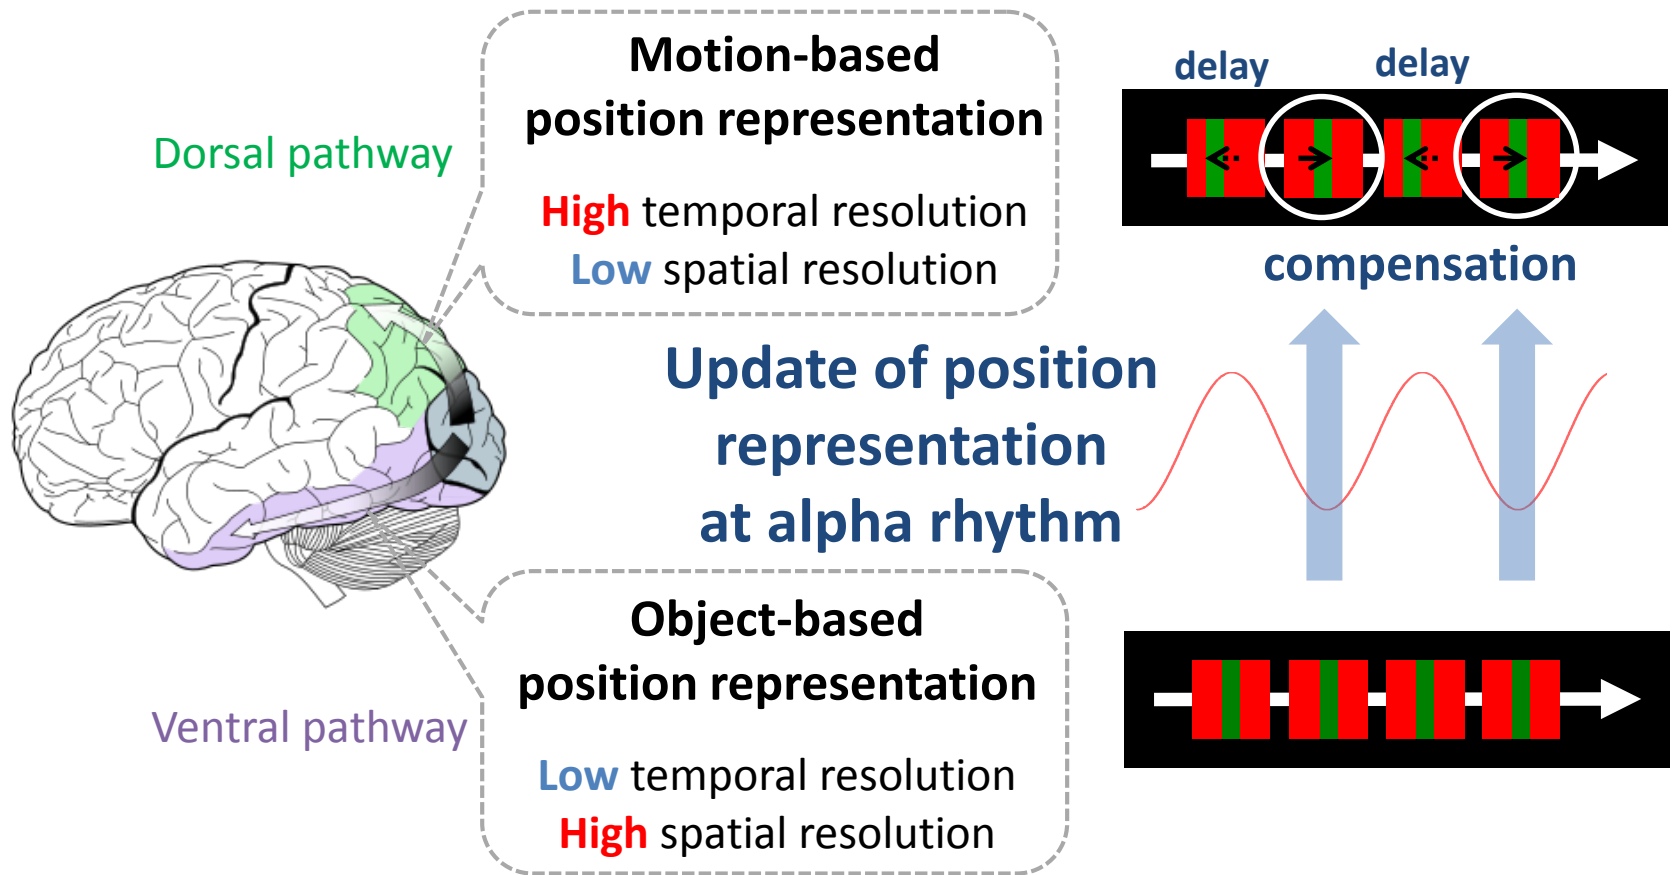 Motion-based
position representation
High temporal resolution
Low spatial resolution
Dorsal pathway
delay
delay
compensation
Update of position
representation
at alpha rhythm
Object-based
position representation
Low temporal resolution
High spatial resolution
Ventral pathway